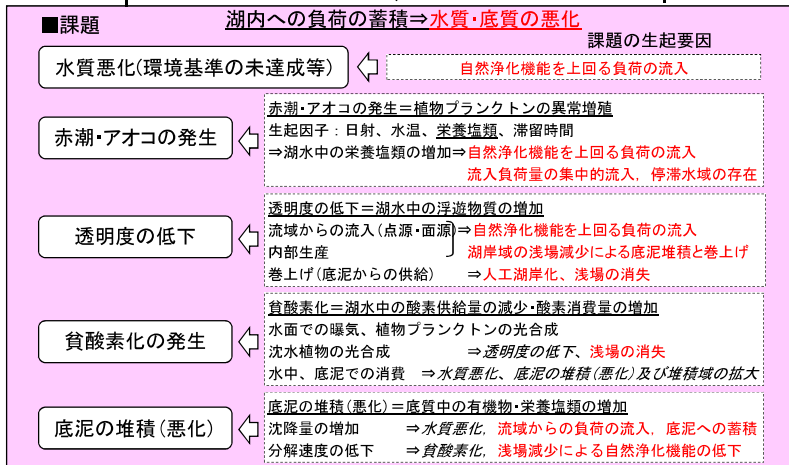 ■課題
湖内への負荷の蓄積⇒水質・底質の悪化
課題の生起要因
水質悪化(環境基準の未達成等)
自然浄化機能を上回る負荷の流入
赤潮・アオコの発生
赤潮・アオコの発生＝植物プランクトンの異常増殖
生起因子：日射、水温、栄養塩類、滞留時間
⇒湖水中の栄養塩類の増加⇒自然浄化機能を上回る負荷の流入
流入負荷量の集中的流入，停滞水域の存在
透明度の低下
透明度の低下＝湖水中の浮遊物質の増加
流域からの流入(点源・面源)⇒自然浄化機能を上回る負荷の流入
内部生産 湖岸域の浅場減少による底泥堆積と巻上げ
巻上げ(底泥からの供給) ⇒人工湖岸化、浅場の消失
貧酸素化の発生
貧酸素化＝湖水中の酸素供給量の減少・酸素消費量の増加
水面での曝気、植物プランクトンの光合成
沈水植物の光合成 ⇒透明度の低下、浅場の消失
水中、底泥での消費 ⇒水質悪化、底泥の堆積(悪化)及び堆積域の拡大
底泥の堆積(悪化)
底泥の堆積(悪化)＝底質中の有機物・栄養塩類の増加
沈降量の増加 ⇒水質悪化，流域からの負荷の流入，底泥への蓄積
分解速度の低下 ⇒貧酸素化，浅場減少による自然浄化機能の低下